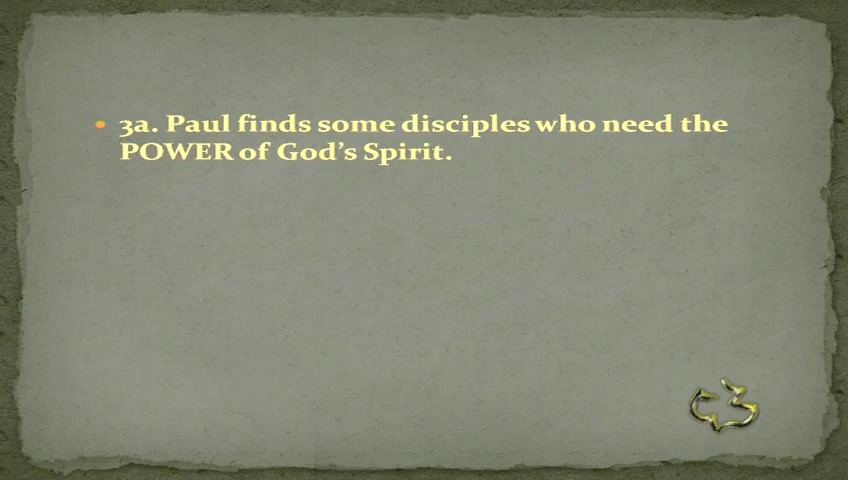 • 3a. Paul finds some disciples who need the
POWER of God's Spirit.